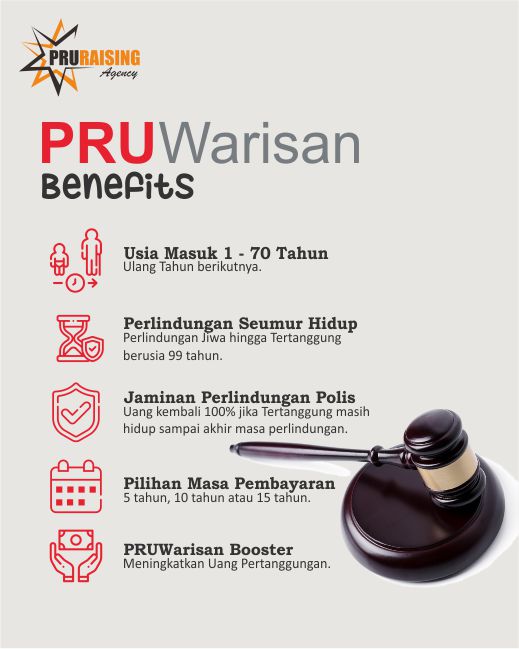 PRURAISING
Agency
PRUWarisan
Benefits
Usia Masuk 1 - 70 Tahun
Ulang Tahun berikutnya.
Perlindungan Seumur Hidup
Perlindungan Jiwa hingga Tertanggung
berusia 99 tahun.
Jaminan Perlindungan Polis
Uang kembali 100% jika Tertanggung masih
hidup sampai akhir masa perlindungan.
Pilihan Masa Pembayaran
5 tahun, 10 tahun atau 15 tahun.
PRUWarisan Booster
Meningkatkan Uang Pertanggungan.